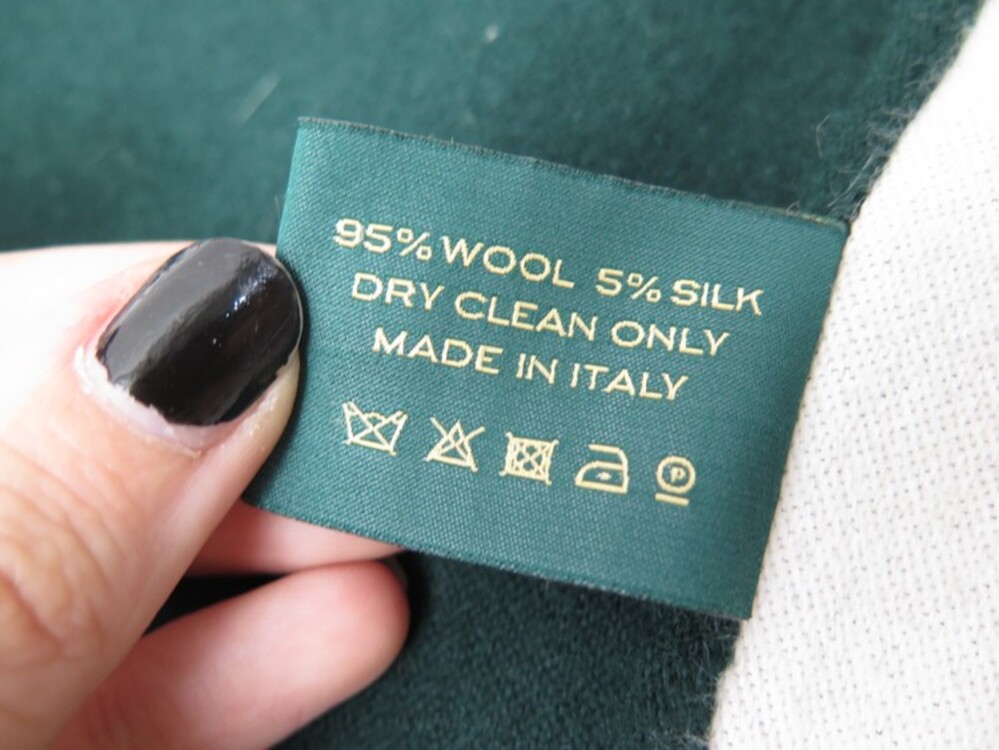 95% WOOL 5% SILK
DRY CLEAN ONLY
MADE IN ITALY
P